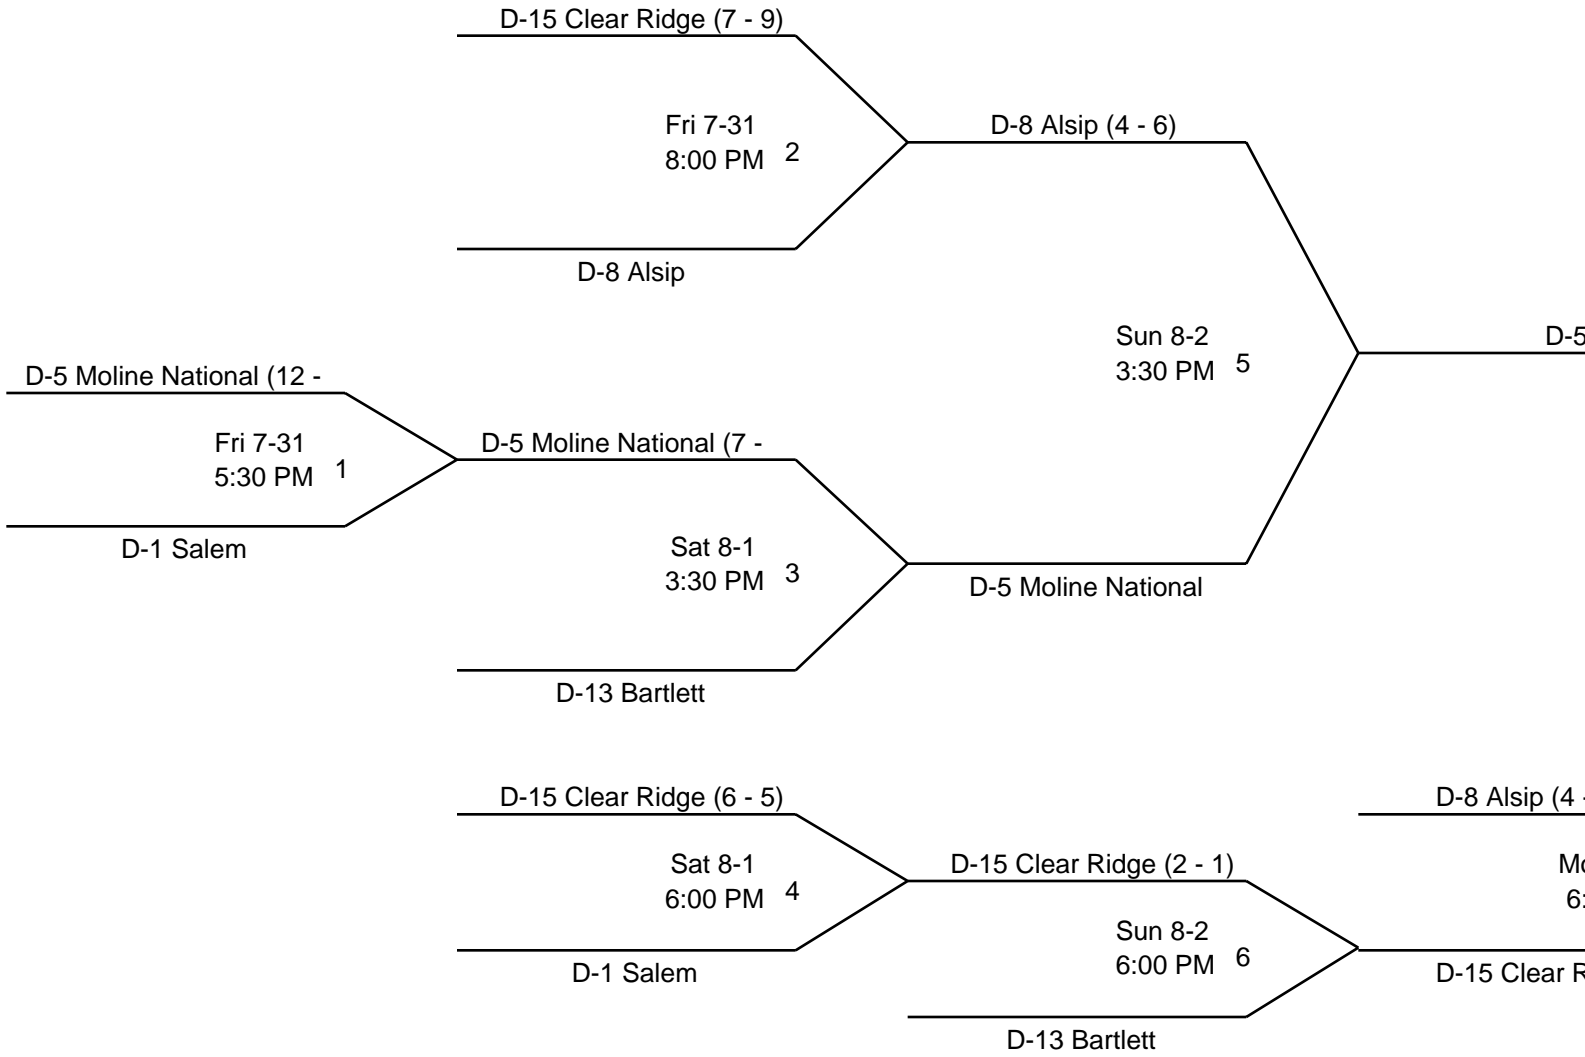 D-15 Clear Ridge (7 - 9)
Fri 7-31
8:00 PM 2
D-8 Alsip (4 - 6)
D-8 Alsip
Sun 8-2
3:30 PM 5
D-5
D-5 Moline National (12 -
Fri 7-31
5:30 PM 1
D-5 Moline National (7 -
D-1 Salem
Sat 8-1
3:30 PM 3
D-5 Moline National
D-13 Bartlett
D-15 Clear Ridge (6 - 5)
D-8 Alsip (4 -
Sat 8-1
6:00 PM 4
D-15 Clear Ridge (2 - 1)
D-1 Salem
Sun 8-2
6:00 PM 6
D-15 Clear
D-13 Bartlett